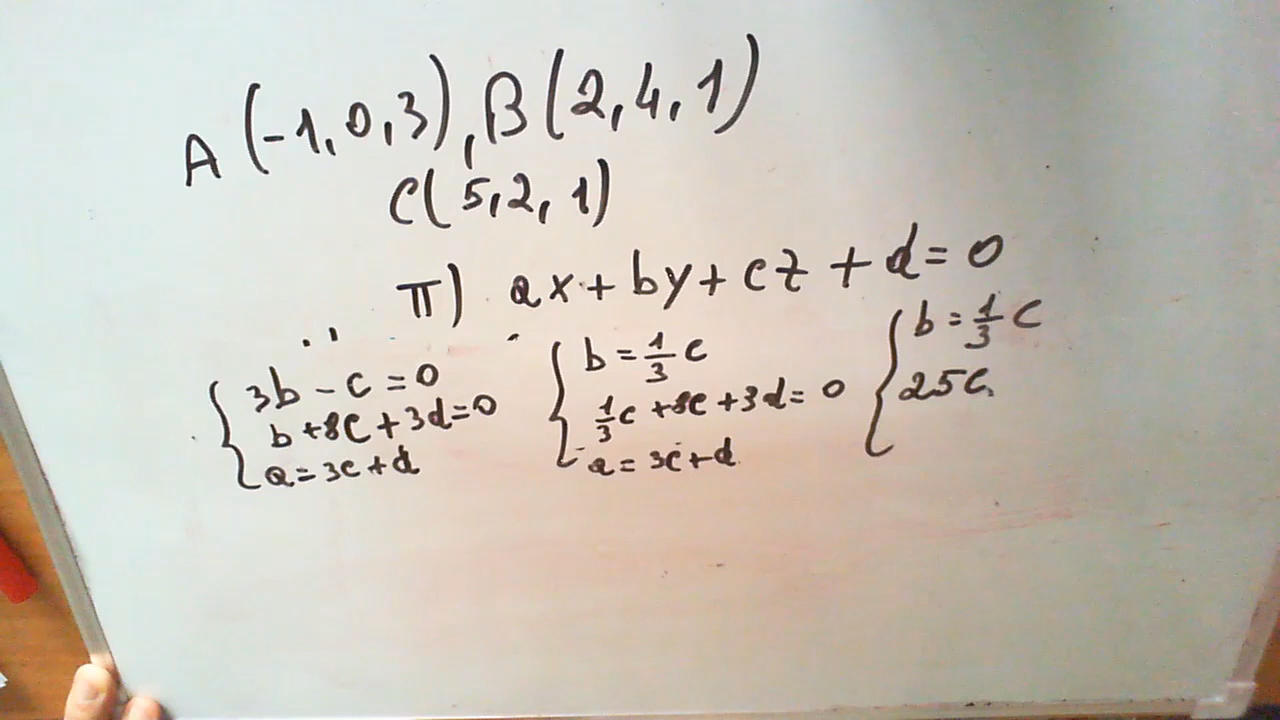 A (-1, 0, 3), B (2, 4, 1)
C( 5, 2, 1)
π) ax + by + cz + d = 0
{ 3b - c = 0
b + 8c + 3d = 0
a = 3c + d
{ b = 1/3 c
1/3 c + 8c + 3d = 0
a = 3c + d
{ b = 1/3 c
25c